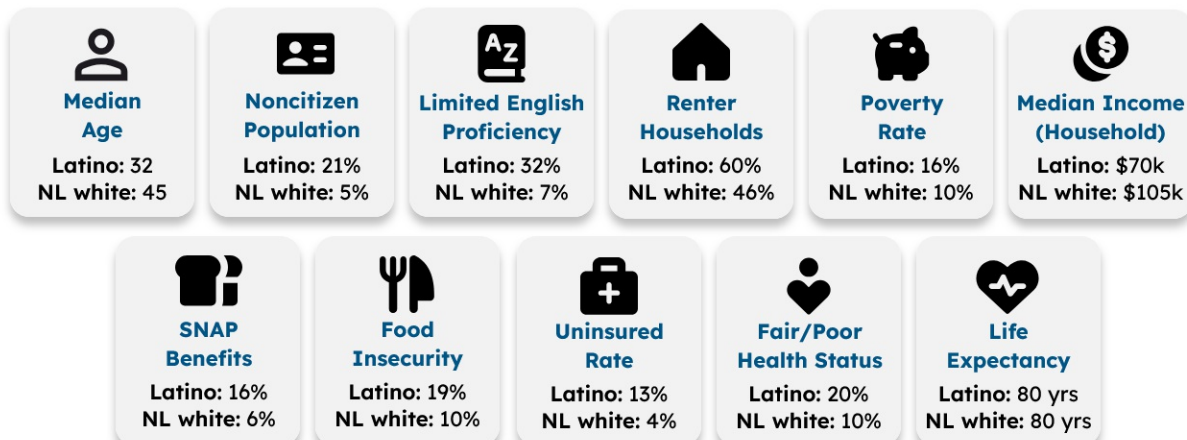 AZ
Median
Age
Latino: 32
NL white: 45
Noncitizen
Population
Latino: 21%
NL white: 5%
Limited English
Proficiency
Latino: 32%
NL white: 7%
Renter
Households
Latino: 60%
NL white: 46%
Poverty
Rate
Latino: 16%
NL white: 10%
$
Median Income
(Household)
Latino: $70k
NL white: $105k
SNAP
Benefits
Latino: 16%
NL white: 6%
Food
Insecurity
Latino: 19%
NL white: 10%
Uninsured
Rate
Latino: 13%
NL white: 4%
Fair/Poor
Health Status
Latino: 20%
NL white: 10%
Life
Expectancy
Latino: 80 yrs
NL white: 80 yrs